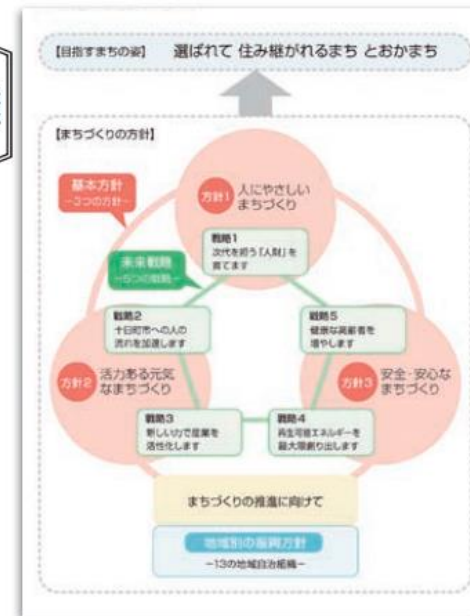 【目指すまちの姿】 選ばれて 住み継がれるまち とおかまち
【まちづくりの方針】
基本方針
－3つの方針－
方針1 人にやさしい
まちづくり
戦略1
次代を担う「人財」を
育てます
未来戦略
－5つの戦略－
戦略2
十日町市への人の
流れを加速します
戦略5
健康な高齢者を
増やします
方針2 活力ある元気
なまちづくり
方針3 安全・安心な
まちづくり
戦略3
新しい力で産業を
活性化します
戦略4
再生可能エネルギーを
最大限創り出します
まちづくりの推進に向けて
地域別の振興方針
－13の地域自治組織－